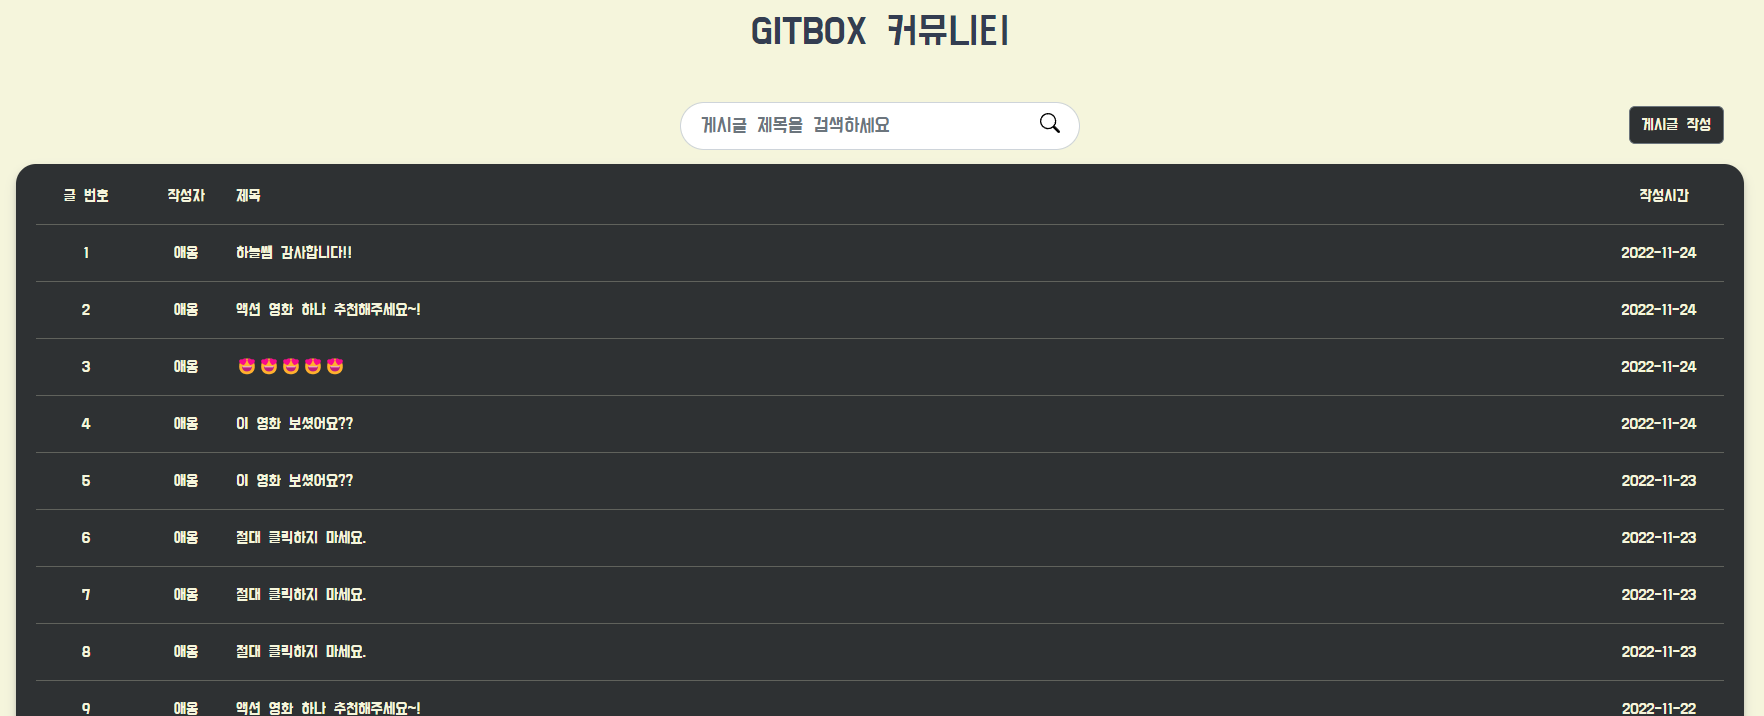 GITBOX 커뮤니티
게시글 제목을 검색하세요
게시글 작성
글 번호 작성자 제목 작성시간
1 애옹 하늘쌤 감사합니다!! 2022-11-24
2 애옹 액션 영화 하나 추천해주세요~! 2022-11-24
3 애옹 😍😍😍😍😍 2022-11-24
4 애옹 이 영화 보셨어요?? 2022-11-24
5 애옹 이 영화 보셨어요?? 2022-11-23
6 애옹 절대 클릭하지 마세요. 2022-11-23
7 애옹 절대 클릭하지 마세요. 2022-11-23
8 애옹 절대 클릭하지 마세요. 2022-11-23
9 애옹 액션 영화 하나 추천해주세요~! 2022-11-22